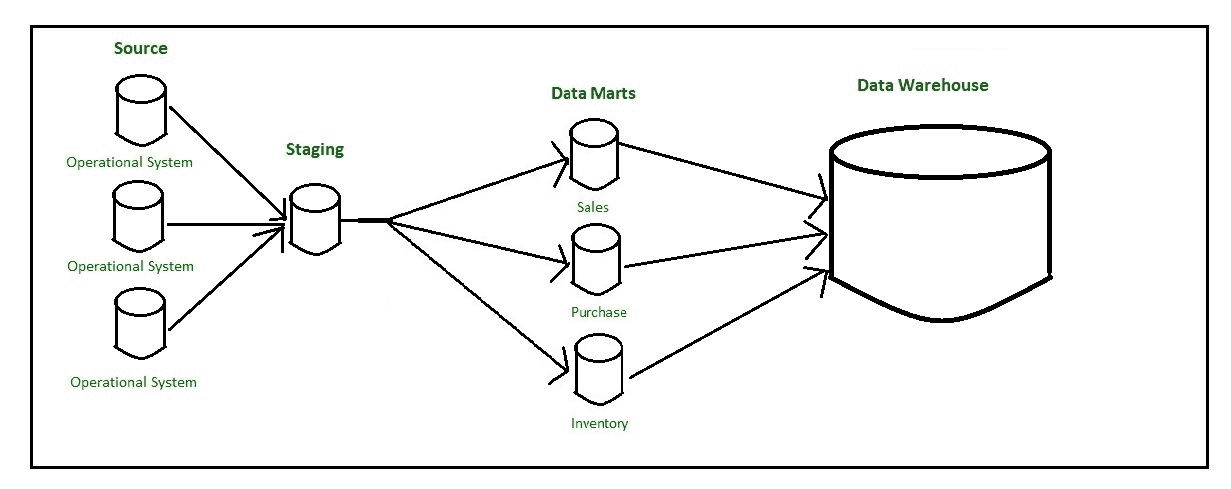 Source
Operational System
Operational System
Operational System
Staging
Data Marts
Sales
Purchase
Inventory
Data Warehouse